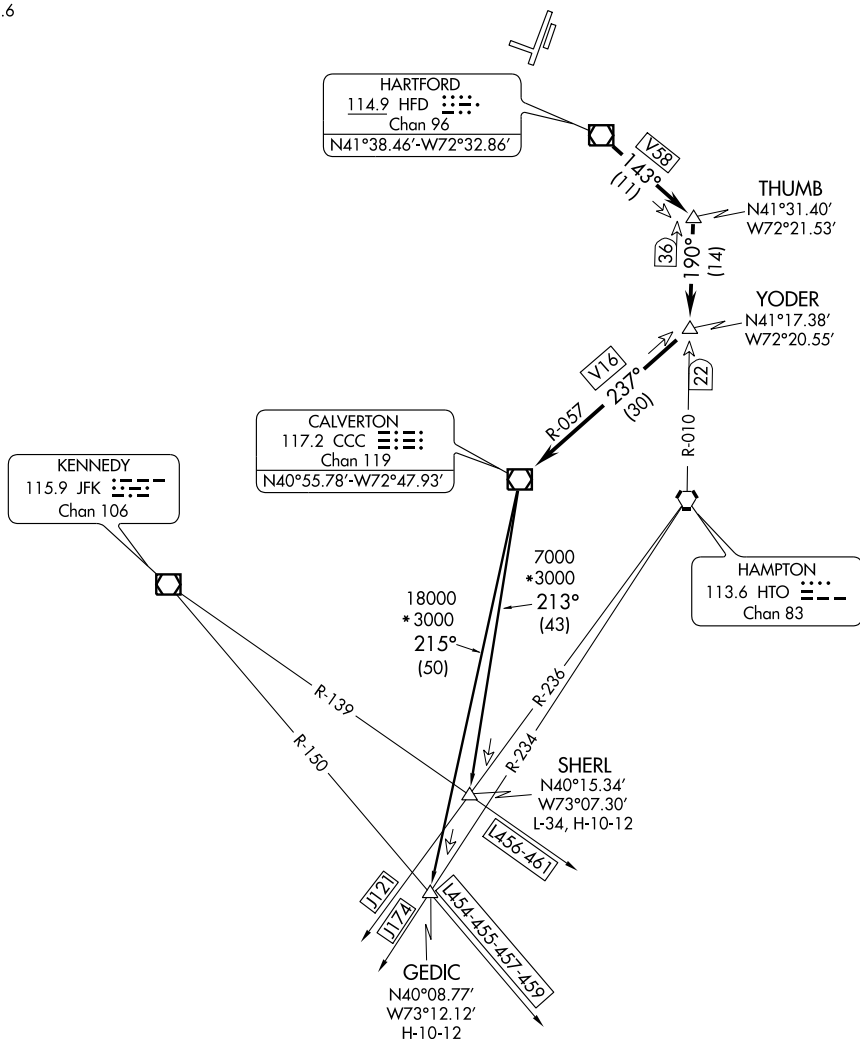 .6
HARTFORD
114.9 HFD
Chan 96
N41°38.46’-W72°32.86’
V58
143°
(11)
THUMB
N41°31.40’
W72°21.53’
36
190°
(14)
YODER
N41°17.38’
W72°20.55’
V16
237°
(30)
R-057
22
R-010
CALVERTON
117.2 CCC
Chan 119
N40°55.78’-W72°47.93’
KENNEDY
115.9 JFK
Chan 106
HAMPTON
113.6 HTO
Chan 83
7000
*3000
213°
(43)
18000
*3000
215°
(50)
R-139
R-150
R-236
R-234
SHERL
N40°15.34’
W73°07.30’
L-34, H-10-12
L456-461
J121
J174
L454-455-457-459
GEDIC
N40°08.77’
W73°12.12’
H-10-12